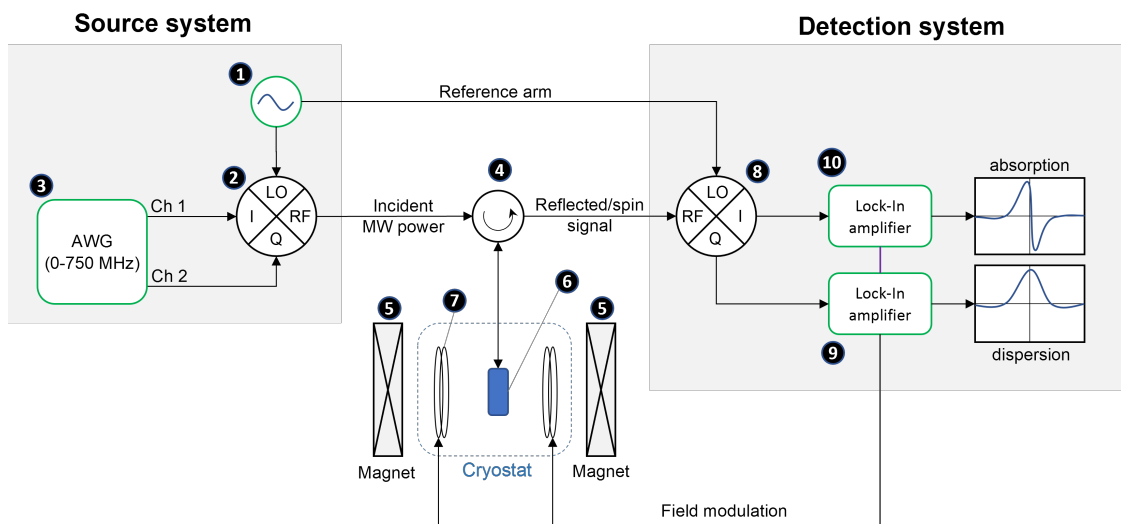 Source system
Detection system
1
Reference arm
2
LO
I
RF
Q
3
Ch 1
AWG
(0-750 MHz)
Ch 2
Incident
MW power
4
Reflected/spin
signal
8
LO
RF
I
Q
10
Lock-In
amplifier
absorption
Lock-In
amplifier
9
dispersion
5
Magnet
7
6
5
Magnet
Cryostat
Field modulation